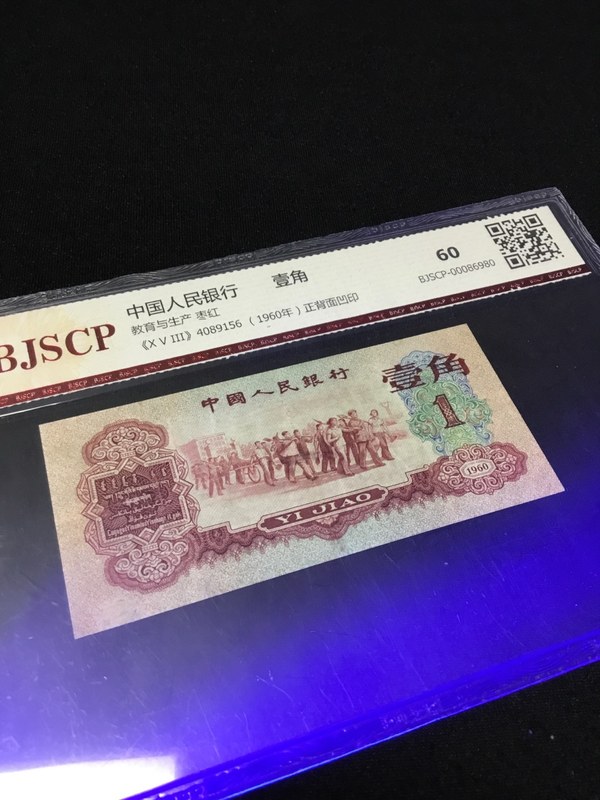 BJSCP
中国人民银行 壹角
教育与生产 枣红
《X V III》4089156 （1960年）正背面凹印
60
BJSCP-00086980
中國人民銀行
壹角
1
1960
YI JIAO